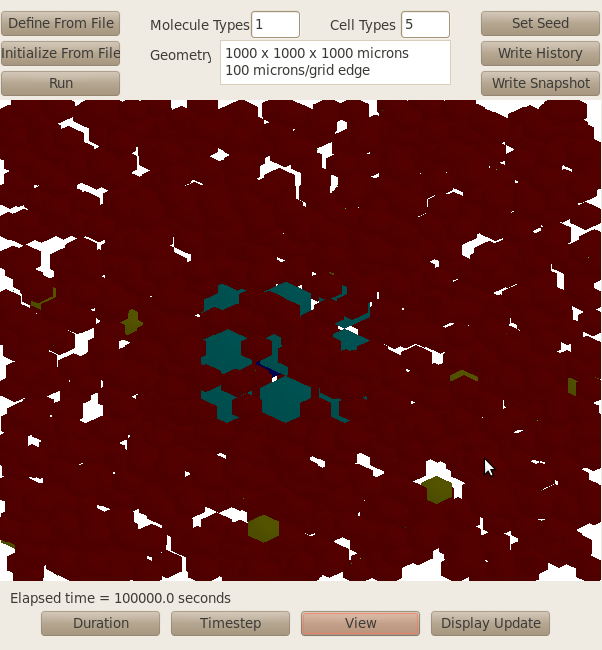 Define From File
Molecule Types 1
Cell Types 5
Set Seed
Initialize From File
Geometry
1000 x 1000 x 1000 microns
100 microns/grid edge
Write History
Run
Write Snapshot
Elapsed time = 100000.0 seconds
Duration
Timestep
View
Display Update